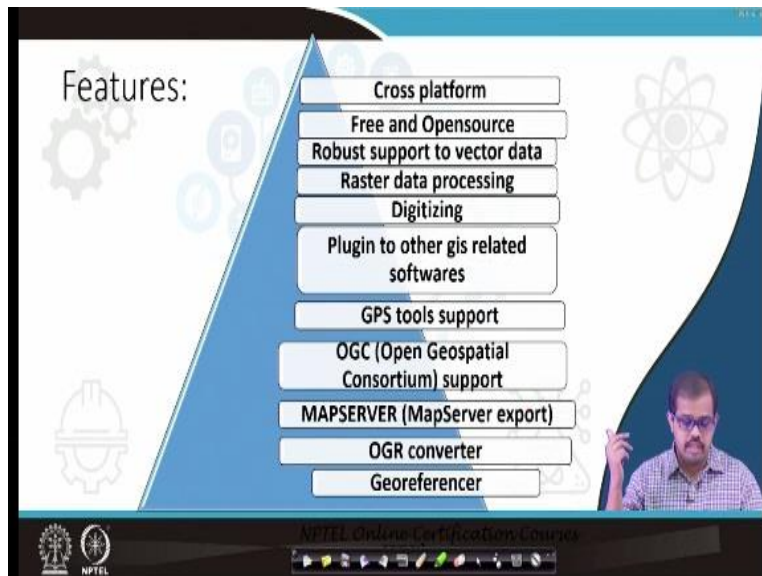 Features:
Cross platform
Free and Opensource
Robust support to vector data
Raster data processing
Digitizing
Plugin to other gis related
softwares
GPS tools support
OGC (Open Geospatial
Consortium) support
MAPSERVER (MapServer export)
OGR converter
Georeferencer
NPTEL Online Certification Courses
NPTEL